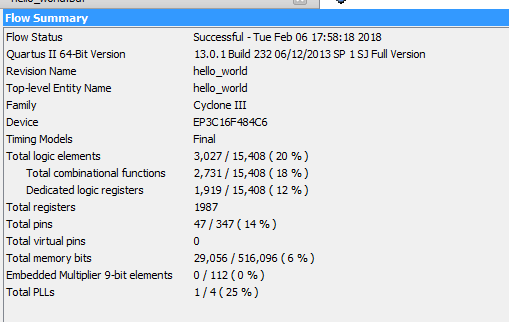 Flow Summary
Flow Status Successful - Tue Feb 06 17:58:18 2018
Quartus II 64-Bit Version 13.0.1 Build 232 06/12/2013 SP 1 SJ Full Version
Revision Name hello_world
Top-level Entity Name hello_world
Family Cyclone III
Device EP3C16F484C6
Timing Models Final
Total logic elements 3,027 / 15,408 ( 20 % )
Total combinational functions 2,731 / 15,408 ( 18 % )
Dedicated logic registers 1,919 / 15,408 ( 12 % )
Total registers 1987
Total pins 47 / 347 ( 14 % )
Total virtual pins 0
Total memory bits 29,056 / 516,096 ( 6 % )
Embedded Multiplier 9-bit elements 0 / 112 ( 0 % )
Total PLLs 1 / 4 ( 25 % )